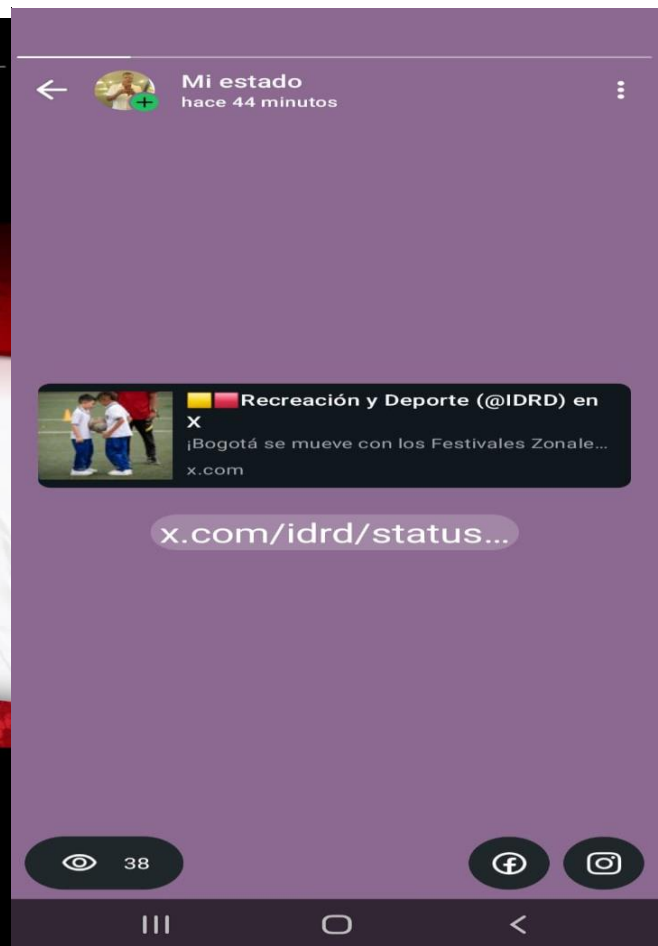 Mi estado
hace 44 minutos
Recreación y Deporte (@IDRD) en
X
¡Bogotá se mueve con los Festivales Zonale...
x.com
x.com/idrd/status...
38